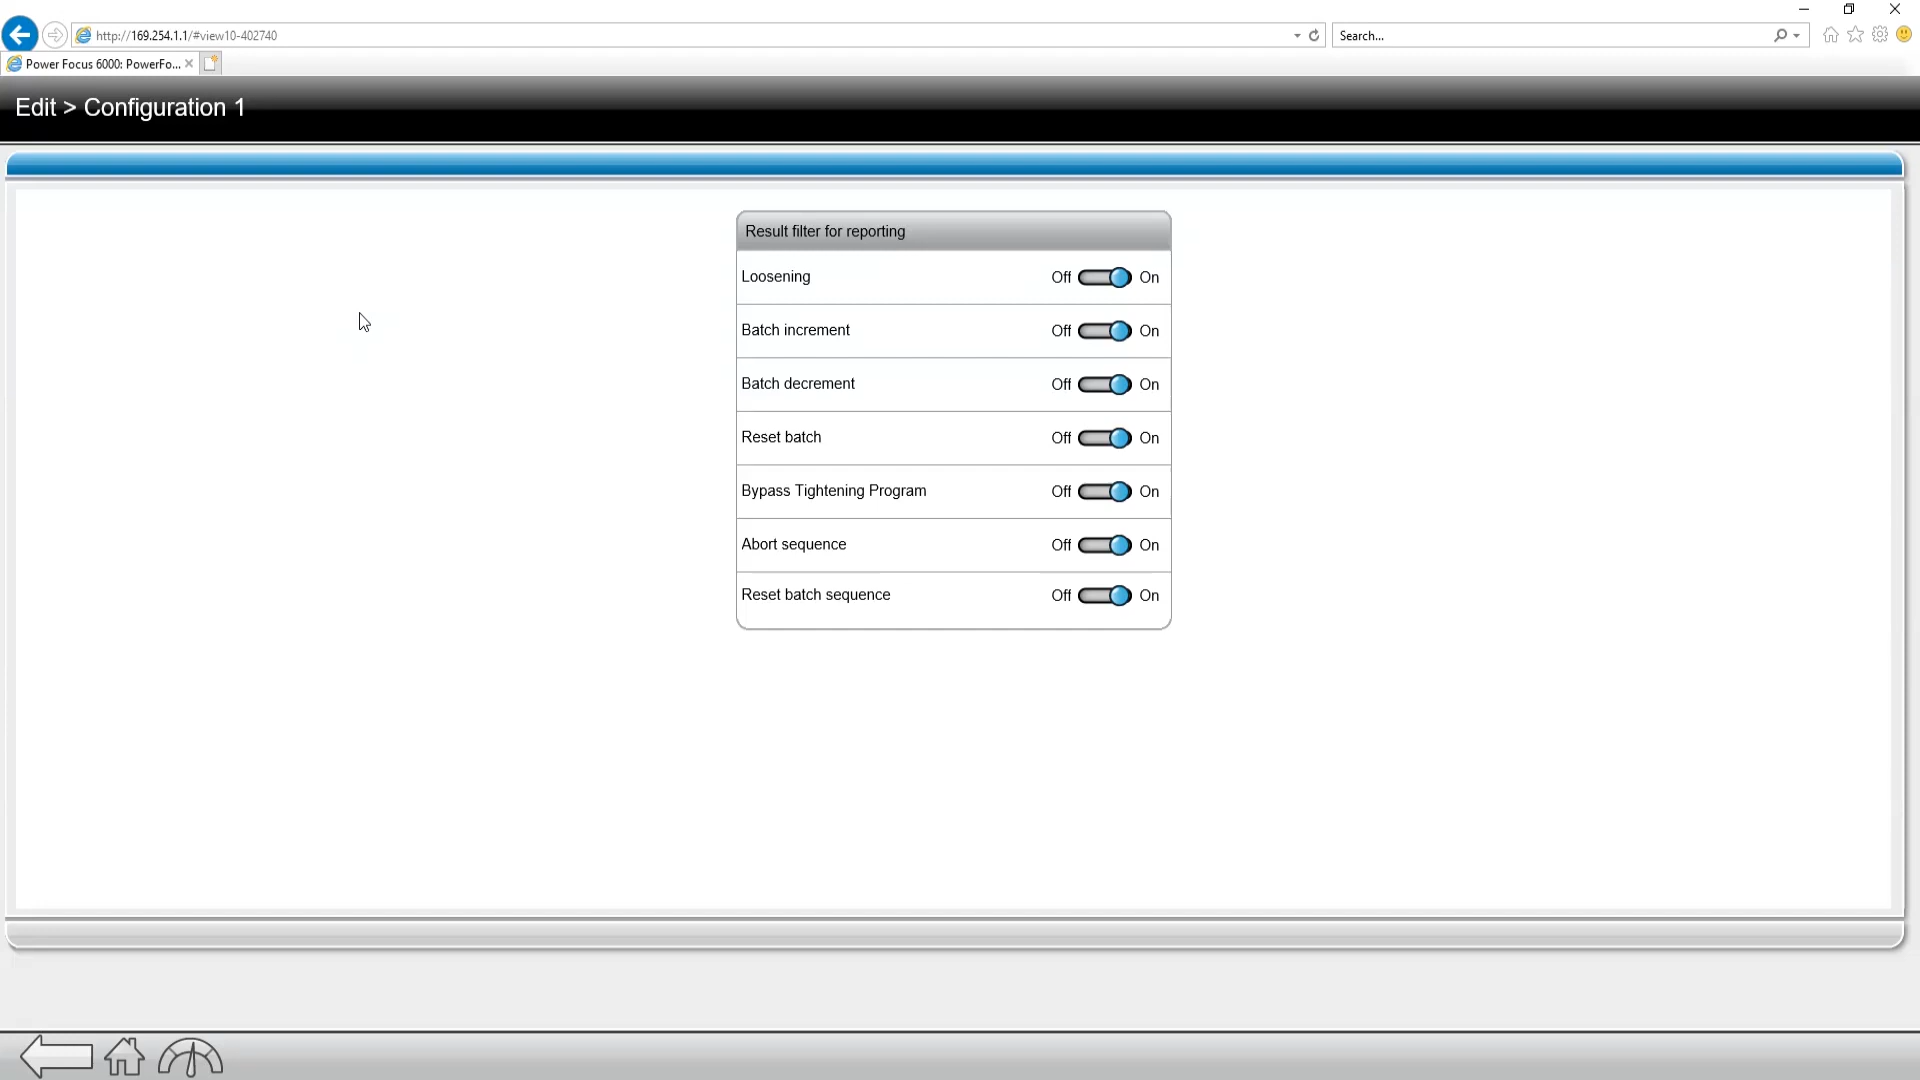 http://169.254.1.1/#view10-402740
Search...
Power Focus 6000: PowerFo...
Edit > Configuration 1
Result filter for reporting
Loosening Off On
Batch increment Off On
Batch decrement Off On
Reset batch Off On
Bypass Tightening Program Off On
Abort sequence Off On
Reset batch sequence Off On